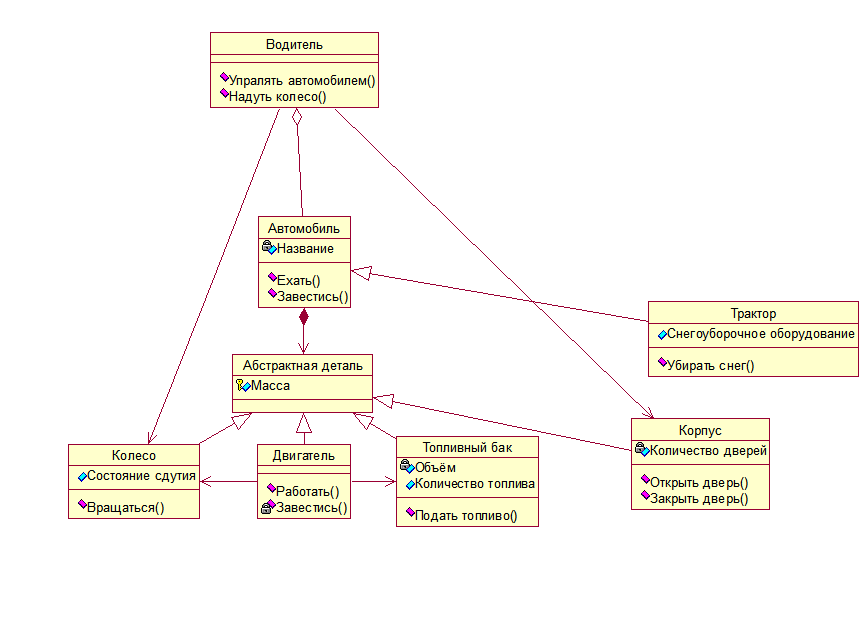 Водитель
Упралять автомобилем()
Надуть колесо()
Автомобиль
Название
Ехать()
Завестись()
Трактор
Снегоуборочное оборудование
Убирать снег()
Абстрактная деталь
Масса
Колесо
Состояние сдутия
Вращаться()
Двигатель
Работать()
Завестись()
Топливный бак
Объём
Количество топлива
Подать топливо()
Корпус
Количество дверей
Открыть дверь()
Закрыть дверь()